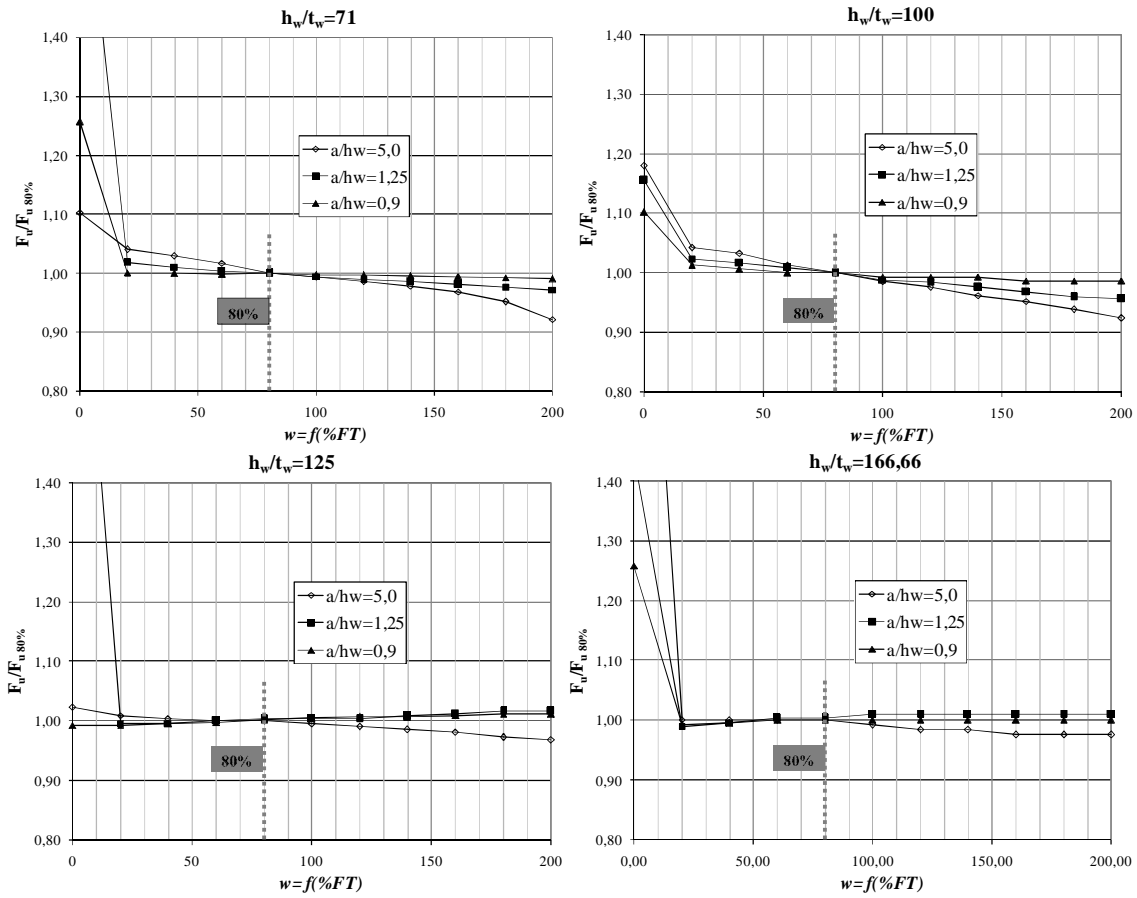 h_w/t_w=71
1,40
1,30
1,20
1,10
1,00
0,90
0,80
F_u/F_u 80%
a/hw=5,0
a/hw=1,25
a/hw=0,9
80%
0 50 100 150 200
w=f(%FT)
h_w/t_w=100
1,40
1,30
1,20
1,10
1,00
0,90
0,80
F_u/F_u 80%
a/hw=5,0
a/hw=1,25
a/hw=0,9
80%
0 50 100 150 200
w=f(%FT)
h_w/t_w=125
1,40
1,30
1,20
1,10
1,00
0,90
0,80
F_u/F_u 80%
a/hw=5,0
a/hw=1,25
a/hw=0,9
80%
0 50 100 150 200
w=f(%FT)
h_w/t_w=166,66
1,40
1,30
1,20
1,10
1,00
0,90
0,80
F_u/F_u 80%
a/hw=5,0
a/hw=1,25
a/hw=0,9
80%
0,00 50,00 100,00 150,00 200,00
w=f(%FT)